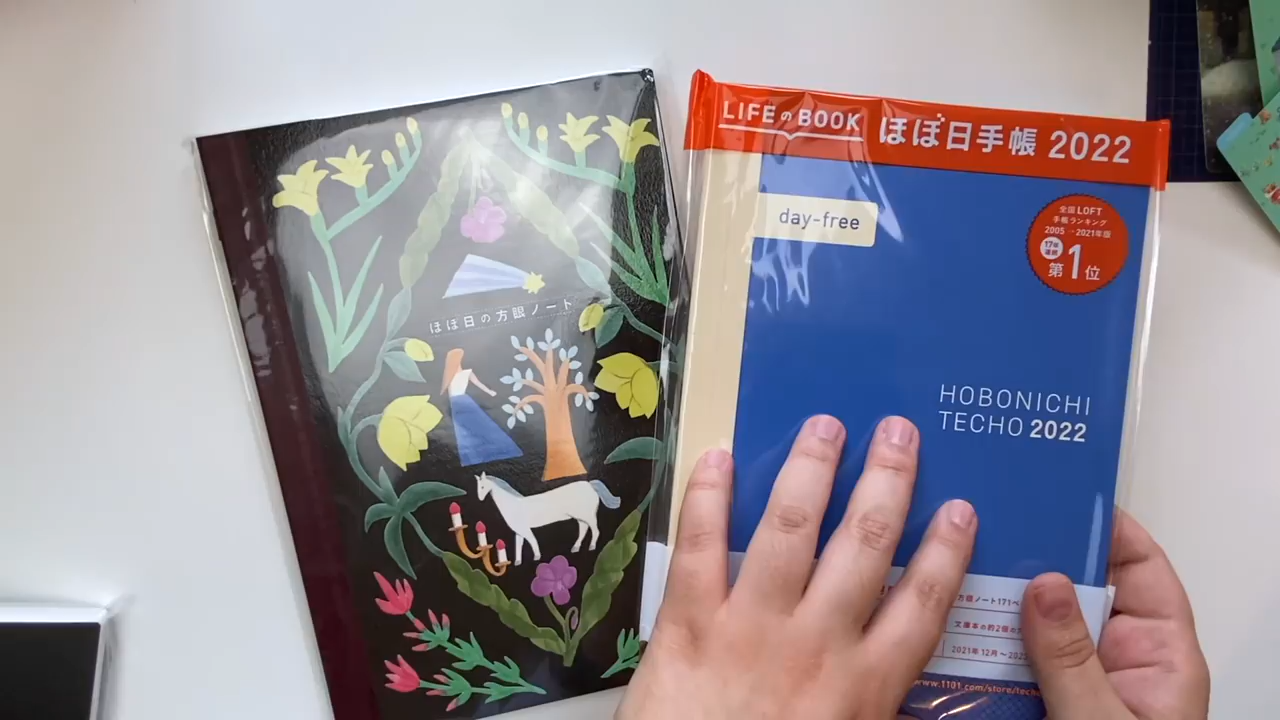 ほぼ日の方眼ノート
LIFEのBOOK ほぼ日手帳 2022
day-free
全国LOFT
手帳ランキング
2005→2021年版
17年
連続
第1位
HOBONICHI
TECHO 2022
方眼ノート171ペ
文庫本の約2倍の
2021年12月～202
www.1101.com/store/tech